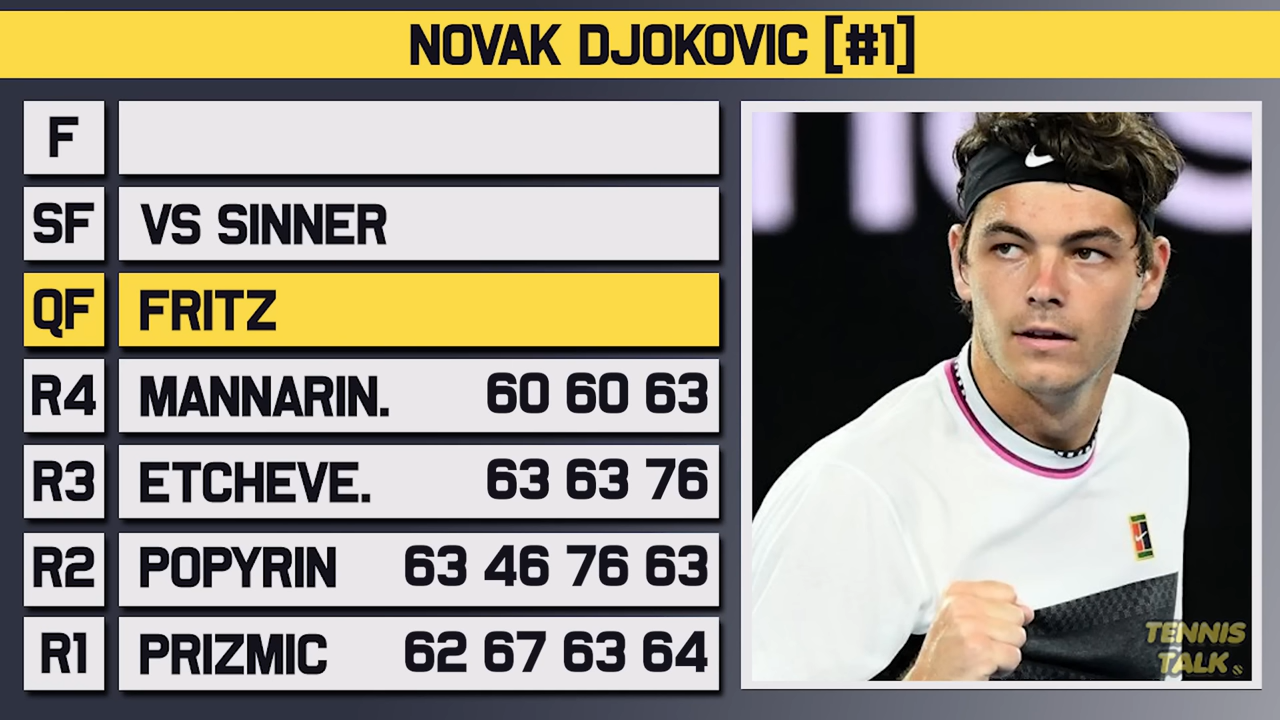 NOVAK DJOKOVIC [#1]
F
SF VS SINNER
QF FRITZ
R4 MANNARIN. 60 60 63
R3 ETCHEVE. 63 63 76
R2 POPYRIN 63 46 76 63
R1 PRIZMIC 62 67 63 64
TENNIS
TALK